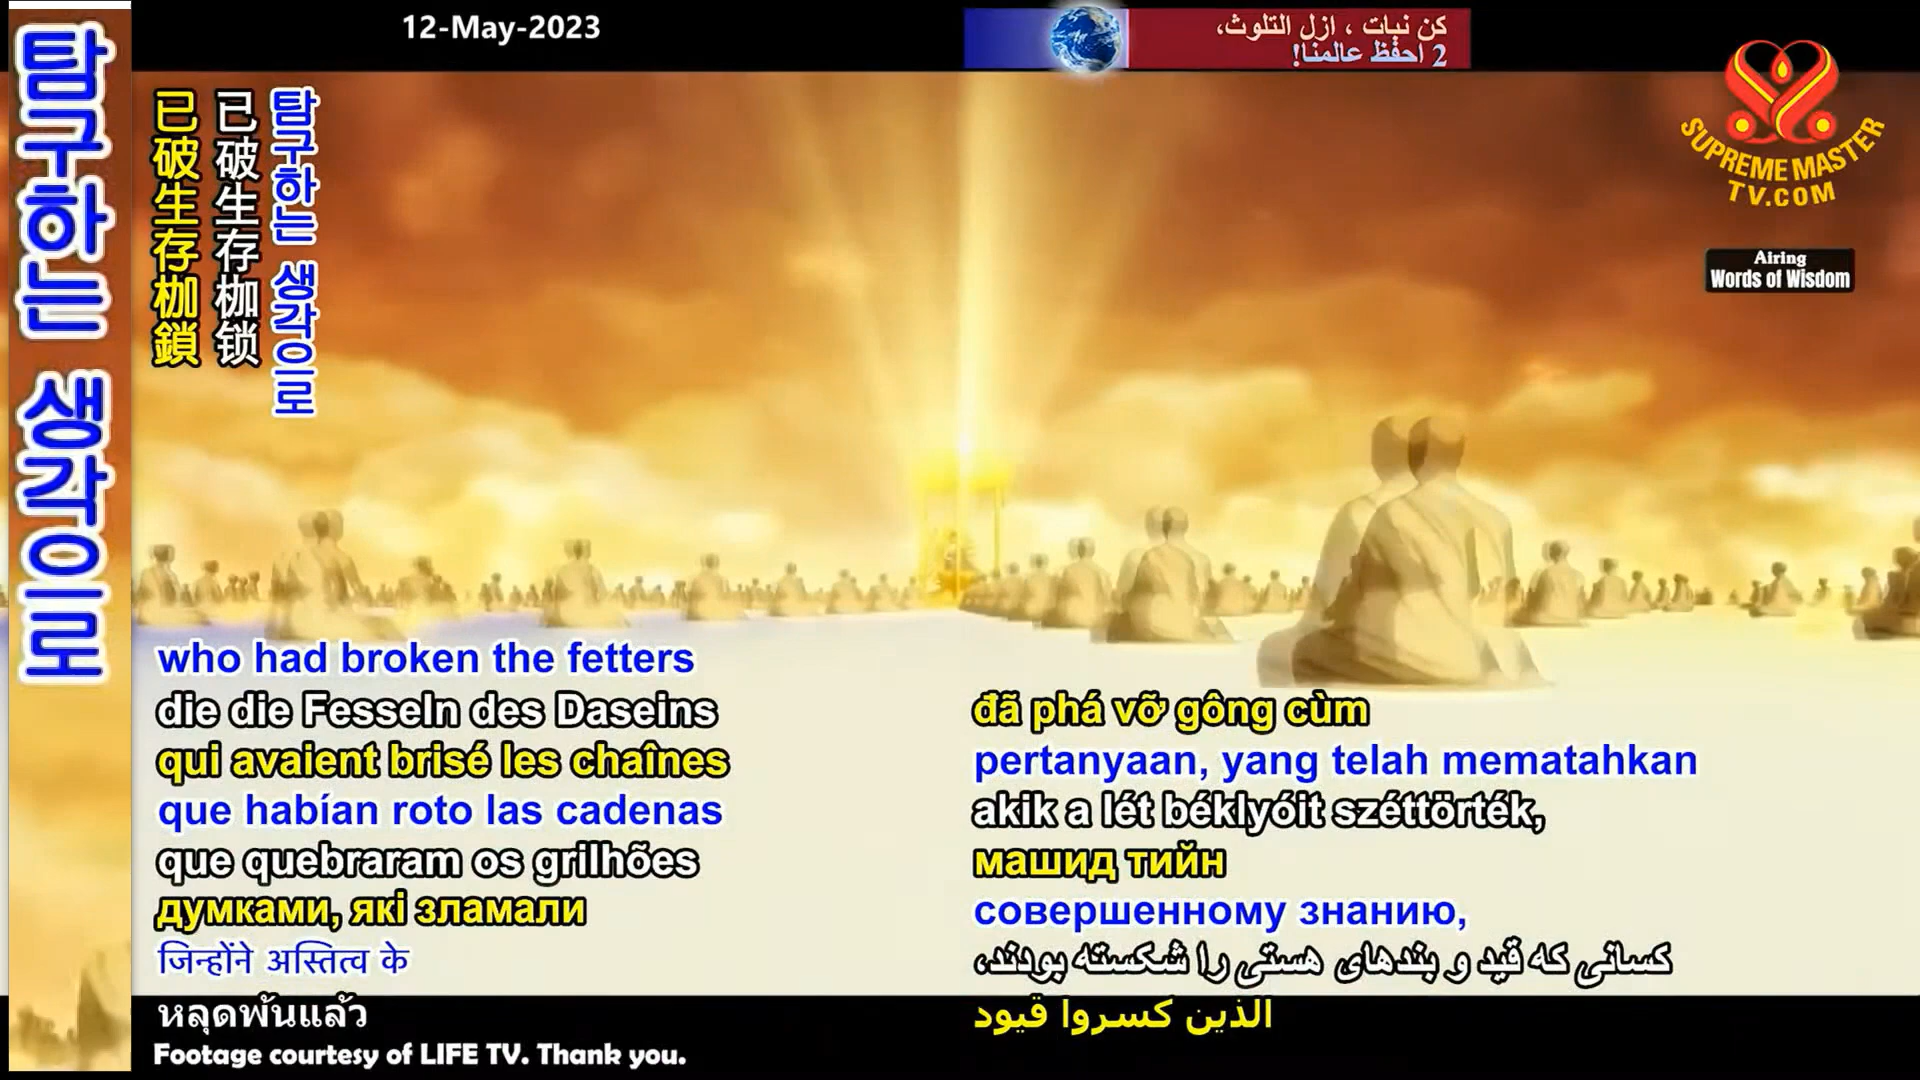 12-May-2023
كن نبات ، ازل التلوث،
2 احفظ عالمنا!
SUPREME MASTER
TV.COM
Airing
Words of Wisdom
탐구하는 생각으로
已破生存枷鎖
已破生存枷锁
탐구하는 생각으로
who had broken the fetters
die die Fesseln des Daseins
qui avaient brisé les chaînes
que habían roto las cadenas
que quebraram os grilhões
думками, які зламали
जिन्होंने अस्तित्व के
หลุดพ้นแล้ว
Footage courtesy of LIFE TV. Thank you.
đã phá vỡ gông cùm
pertanyaan, yang telah mematahkan
akik a lét béklyóit széttörték,
машид тийн
совершенному знанию,
کسانی که قید و بندهای هستی را شکسته بودند،
الذين كسروا قيود